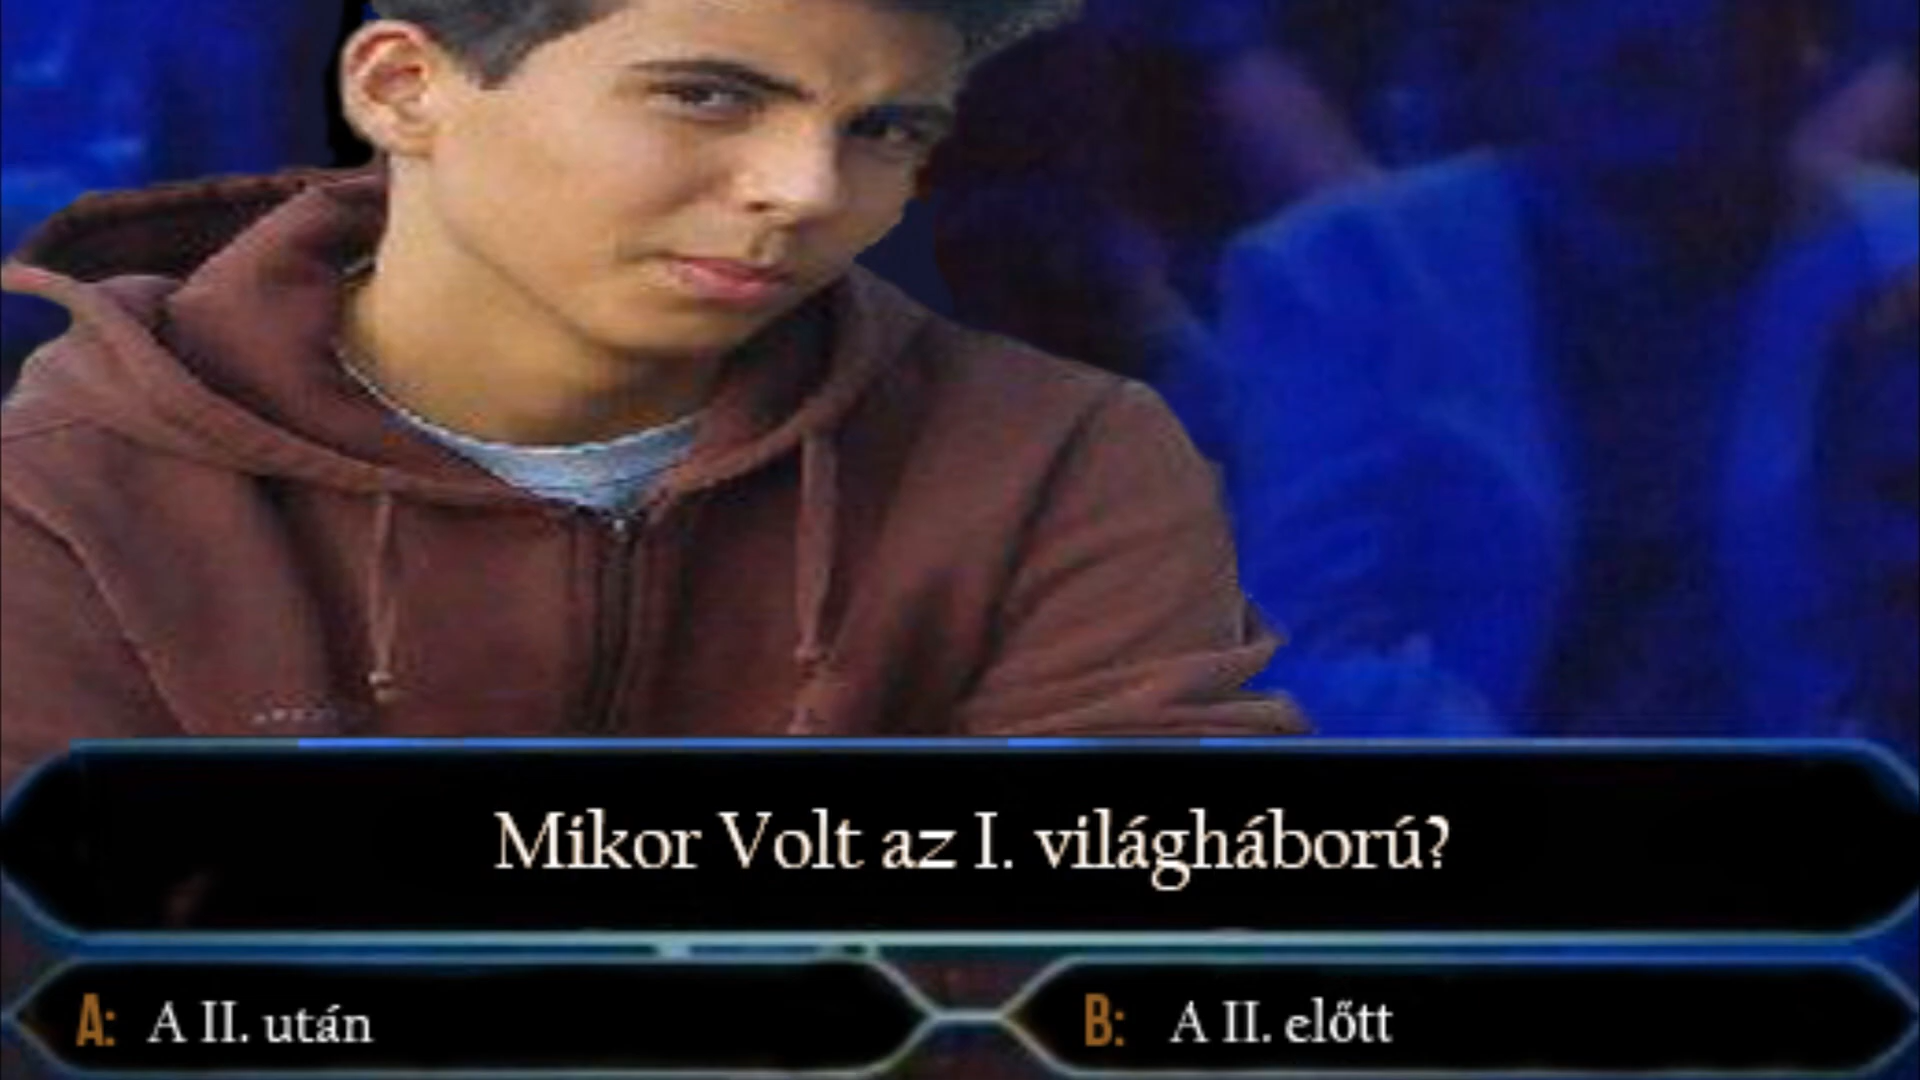 Mikor Volt az I. világháború?
A: A II. után
B: A II. előtt